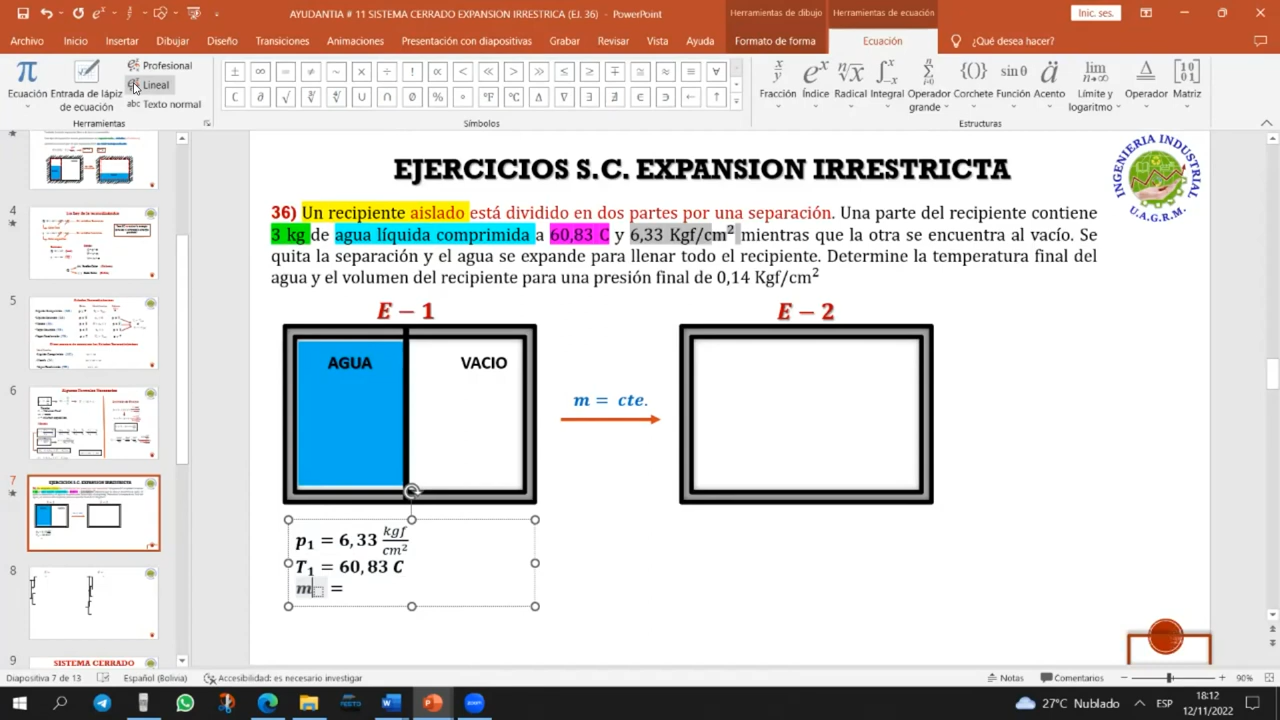 AYUDANTIA # 11 SISTEMA CERRADO EXPANSION IRRESTRICA (EJ. 36) - PowerPoint
Herramientas de dibujo
Herramientas de ecuación
Inic. ses.
Archivo Inicio Insertar Dibujar Diseño Transiciones Animaciones Presentación con diapositivas Grabar Revisar Vista Ayuda Formato de forma Ecuación ¿Qué desea hacer?
Ecuación
Entrada de lápiz de ecuación
Profesional
Lineal
Texto normal
Herramientas
± ∞ = ≠ ~ × ÷ ! ∝ < ≪ > ≫ ≤ ≥ ∓ ≅ ≈ ≡ ∀
∁ ∂ √ ∛ ∜ ∪ ∩ ∅ % ° °F °C ∆ ∇ ∃ ∄ ∈ ∋ ← ↑
Símbolos
Fracción Índice Radical Integral Operador grande Corchete Función Acento Límite y logaritmo Operador Matriz
Estructuras
EJERCICIOS S.C. EXPANSION IRRESTRICTA
INGENIERIA INDUSTRIAL
U.A.G.R.M.
36) Un recipiente aislado está dividido en dos partes por una separación. Una parte del recipiente contiene
3 kg de agua líquida comprimida a 60,83 C y 6,33 Kgf/cm² mientras que la otra se encuentra al vacío. Se
quita la separación y el agua se expande para llenar todo el recipiente. Determine la temperatura final del
agua y el volumen del recipiente para una presión final de 0,14 Kgf/cm²
E − 1
E − 2
AGUA
VACIO
m = cte.
p₁ = 6,33 kgf/cm²
T₁ = 60,83 C
m =
6
7
EJERCICIOS S.C. EXPANSION IRRESTRICTA
8
9
SISTEMA CERRADO
Diapositiva 7 de 13
Español (Bolivia)
Accesibilidad: es necesario investigar
Notas
Comentarios
90%
27°C Nublado
ESP
18:12
12/11/2022